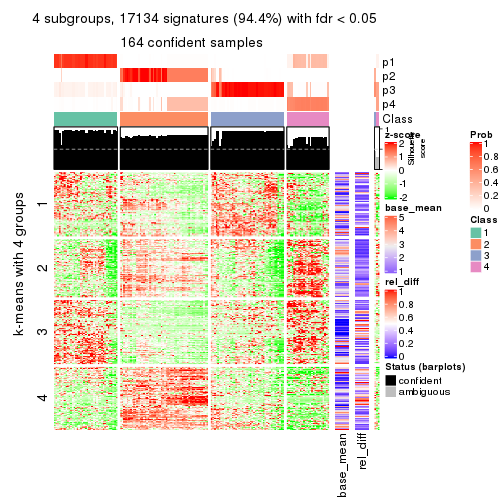 4 subgroups, 17134 signatures (94.4%) with fdr < 0.05
164 confident samples
p1
p2
p3
p4
Class
1
Silhouette
score
z-score
2
1
0
-1
-2
Prob
1
0.8
0.6
0.4
0.2
0
base_mean
5
4
3
2
1
Class
1
2
3
4
rel_diff
1
0.8
0.6
0.4
0.2
0
Status (barplots)
confident
ambiguous
k-means with 4 groups
1
2
3
4
base_mean
rel_diff